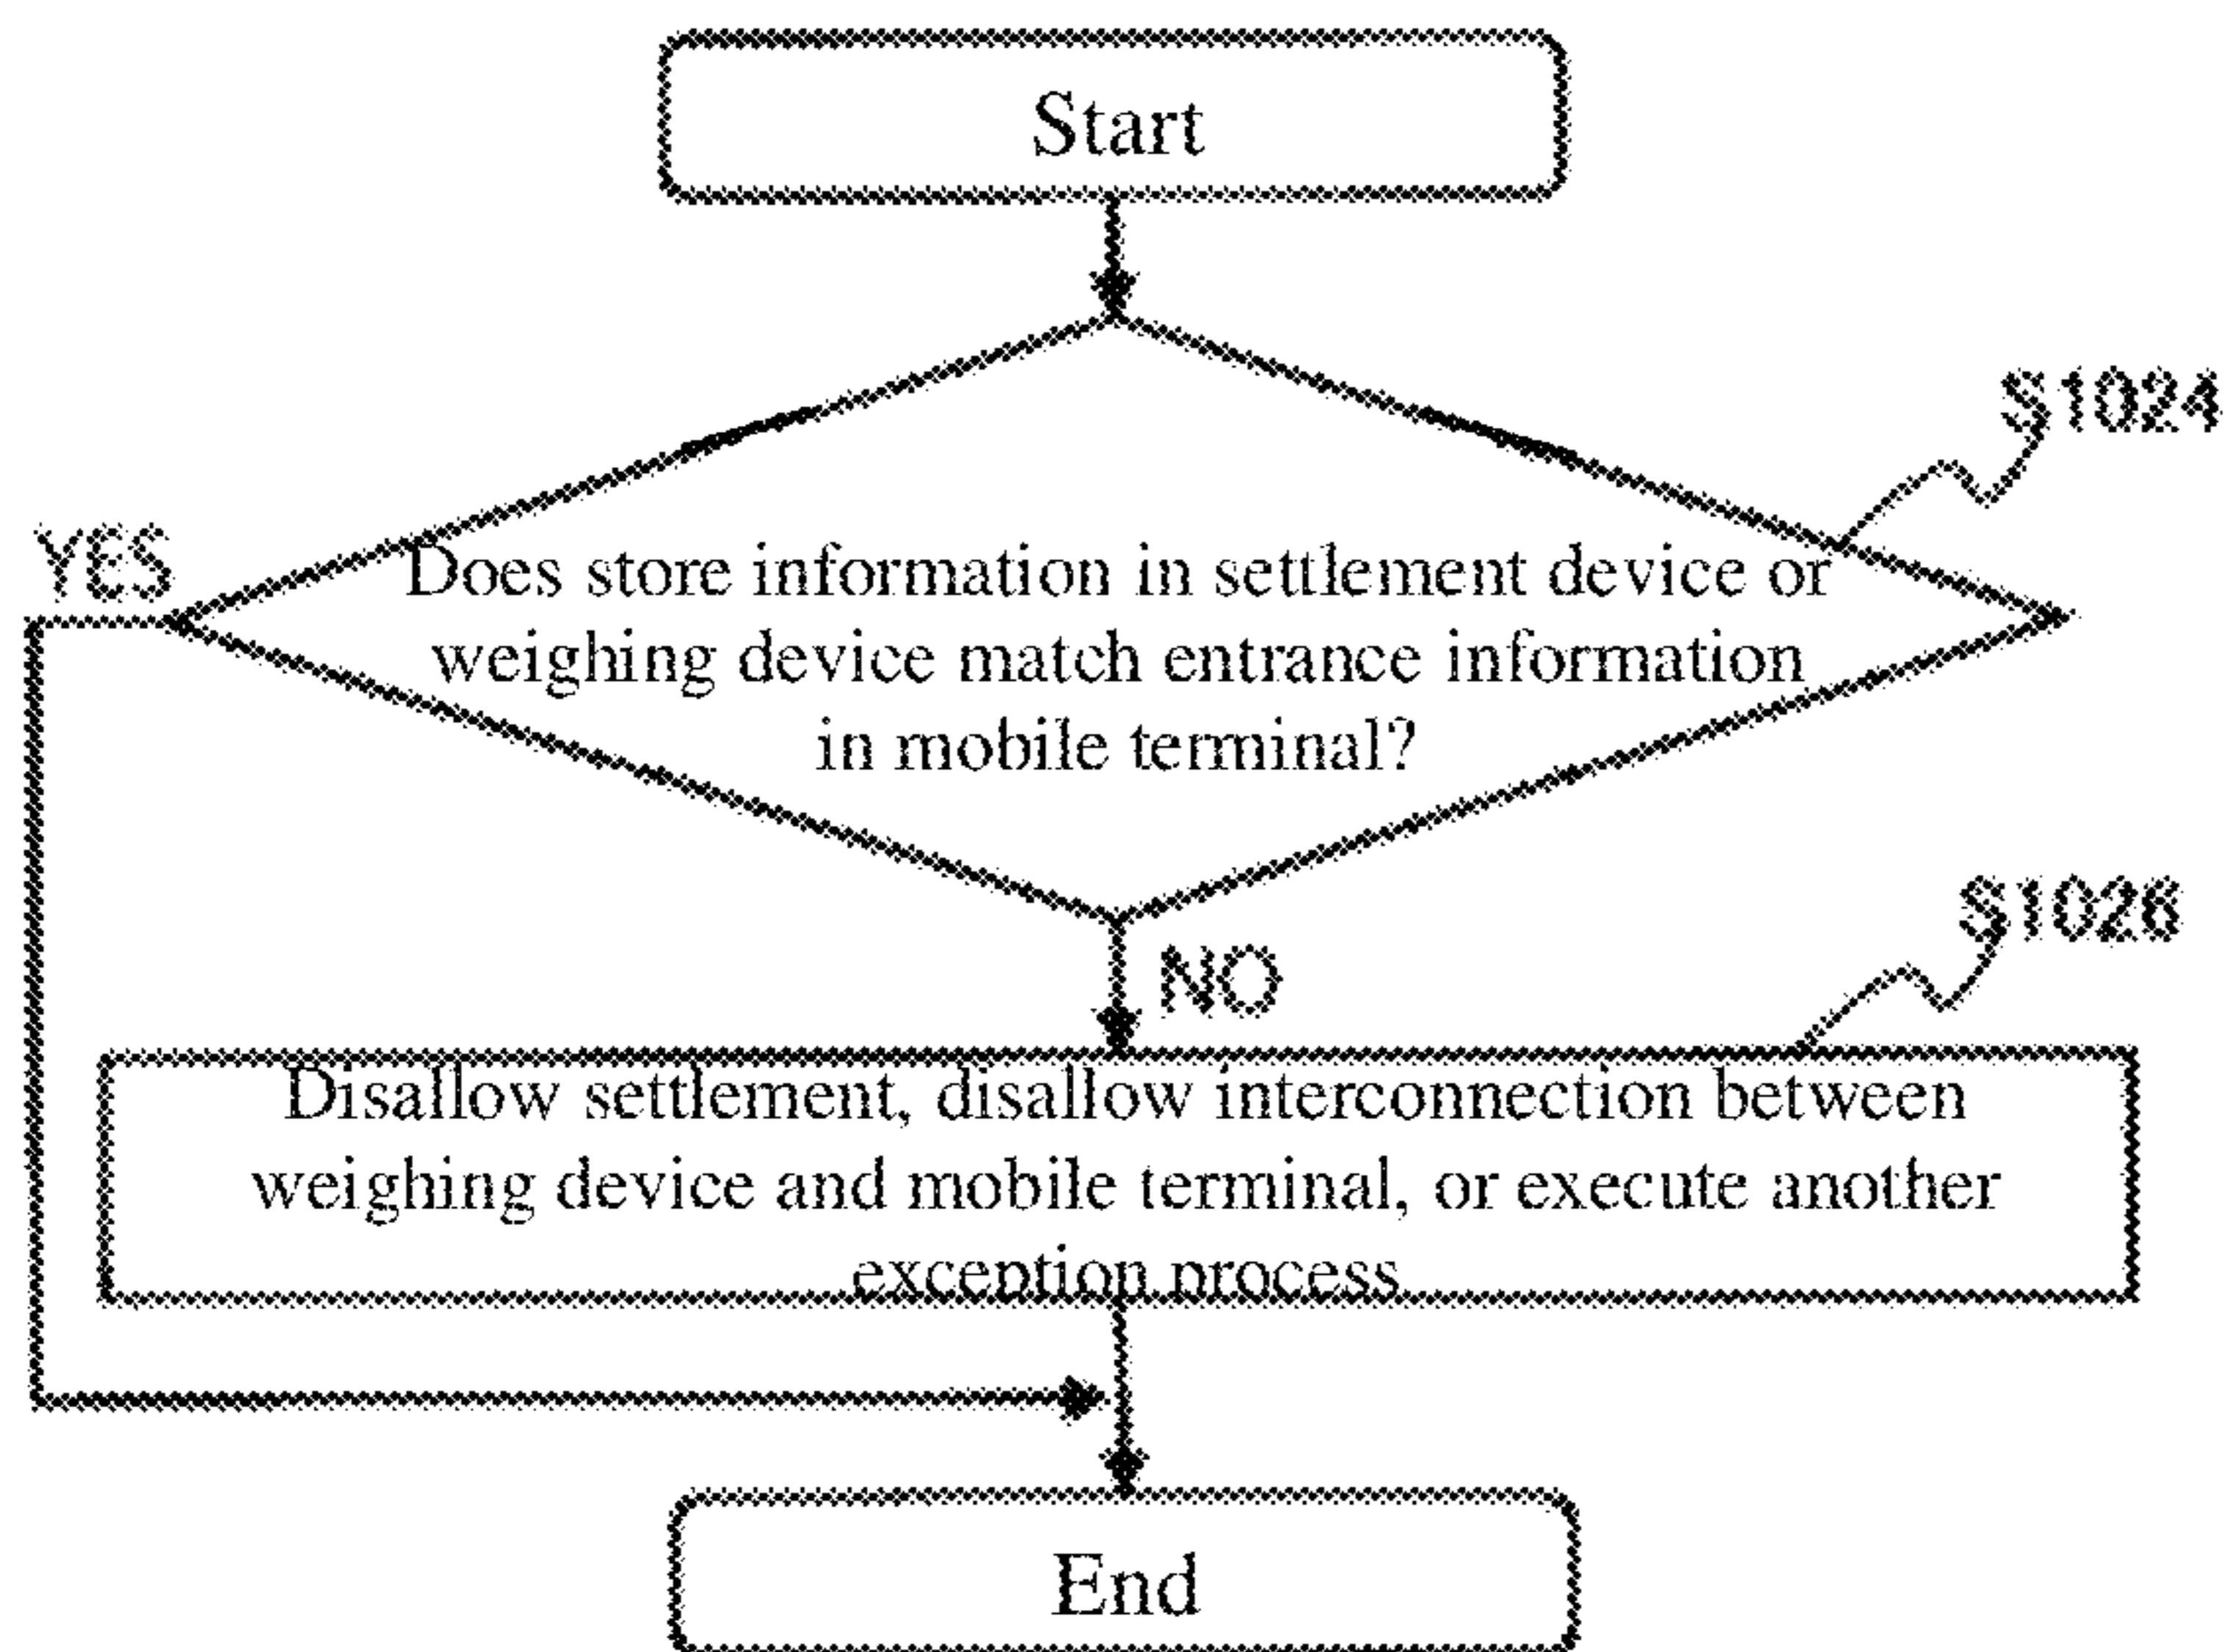 Start
S1024
YES
Does store information in settlement device or
weighing device match entrance information
in mobile terminal?
S1026
NO
Disallow settlement, disallow interconnection between
weighing device and mobile terminal, or execute another
exception process
End